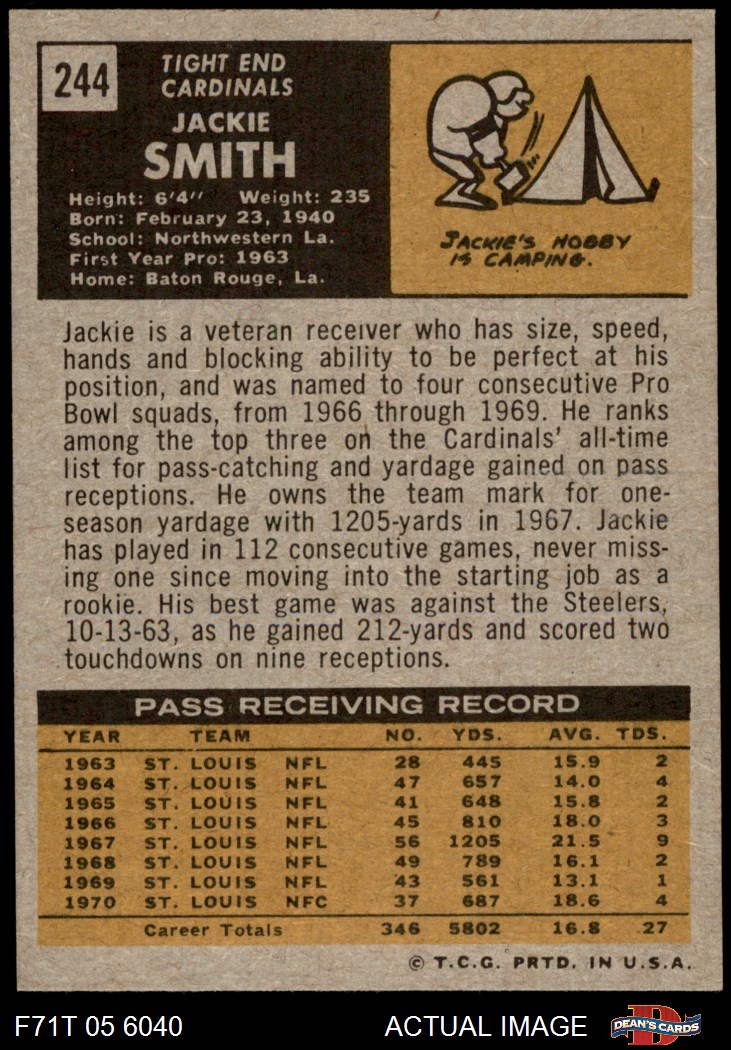 244
TIGHT END
CARDINALS
JACKIE
SMITH
Height: 6'4'' Weight: 235
Born: February 23, 1940
School: Northwestern La.
First Year Pro: 1963
Home: Baton Rouge, La.
JACKIE'S HOBBY
IS CAMPING.
Jackie is a veteran receiver who has size, speed,
hands and blocking ability to be perfect at his
position, and was named to four consecutive Pro
Bowl squads, from 1966 through 1969. He ranks
among the top three on the Cardinals' all-time
list for pass-catching and yardage gained on pass
receptions. He owns the team mark for one-
season yardage with 1205-yards in 1967. Jackie
has played in 112 consecutive games, never miss-
ing one since moving into the starting job as a
rookie. His best game was against the Steelers,
10-13-63, as he gained 212-yards and scored two
touchdowns on nine receptions.
PASS RECEIVING RECORD
YEAR TEAM NO. YDS. AVG. TDS.
1963 ST. LOUIS NFL 28 445 15.9 2
1964 ST. LOUIS NFL 47 657 14.0 4
1965 ST. LOUIS NFL 41 648 15.8 2
1966 ST. LOUIS NFL 45 810 18.0 3
1967 ST. LOUIS NFL 56 1205 21.5 9
1968 ST. LOUIS NFL 49 789 16.1 2
1969 ST. LOUIS NFL 43 561 13.1 1
1970 ST. LOUIS NFC 37 687 18.6 4
Career Totals 346 5802 16.8 27
© T.C.G. PRTD. IN U.S.A.
F71T 05 6040 ACTUAL IMAGE D DEAN'S CARDS